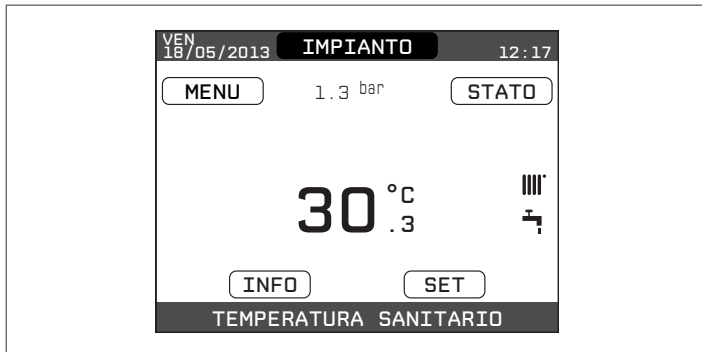 VEN
18/05/2013 IMPIANTO 12:17
MENU 1.3 bar STATO
30.3 °C
INFO SET
TEMPERATURA SANITARIO